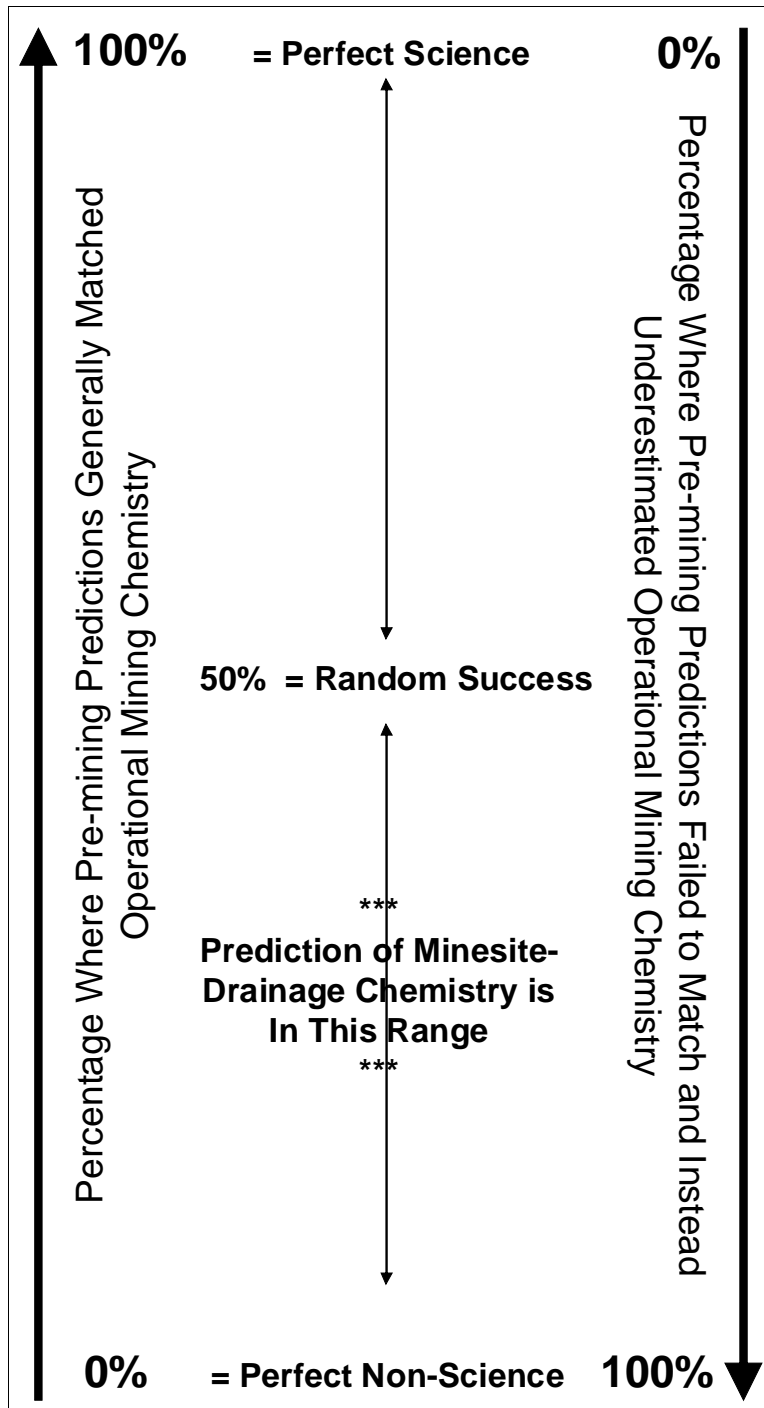 100% = Perfect Science 0%
Percentage Where Pre-mining Predictions Generally Matched
Operational Mining Chemistry
Percentage Where Pre-mining Predictions Failed to Match and Instead
Underestimated Operational Mining Chemistry
50% = Random Success
***
Prediction of Minesite-
Drainage Chemistry is
In This Range
***
0% = Perfect Non-Science 100%